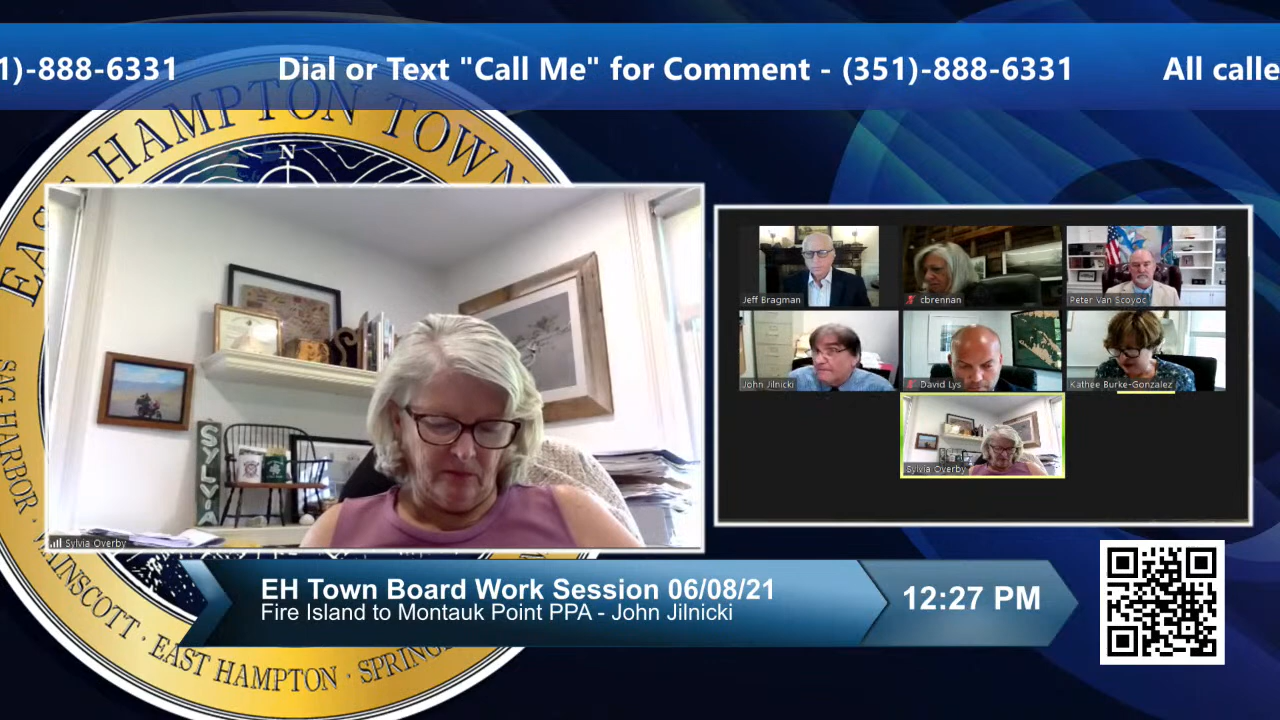 1)-888-6331 Dial or Text "Call Me" for Comment - (351)-888-6331 All calle
EAST HAMPTON TOWN
N
SAG HARBOR · WAINSCOTT · EAST HAMPTON · SPRING
SYLVIA
Sylvia Overby
Jeff Bragman
cbrennan
Peter Van Scoyoc
John Jilnicki
David Lys
Kathee Burke-Gonzalez
Sylvia Overby
EH Town Board Work Session 06/08/21
Fire Island to Montauk Point PPA - John Jilnicki
12:27 PM